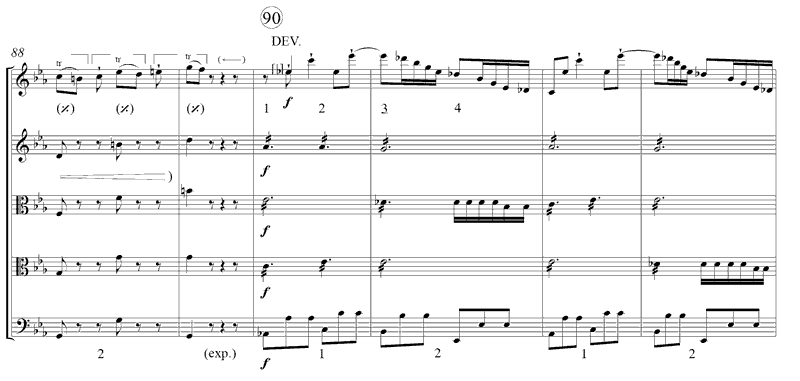 90
DEV.
88
tr tr tr (←)
[♭]
(٪) (٪) (٪) f 1 2 3 4
f
)
f
f
f
2 (exp.) 1 2 1 2